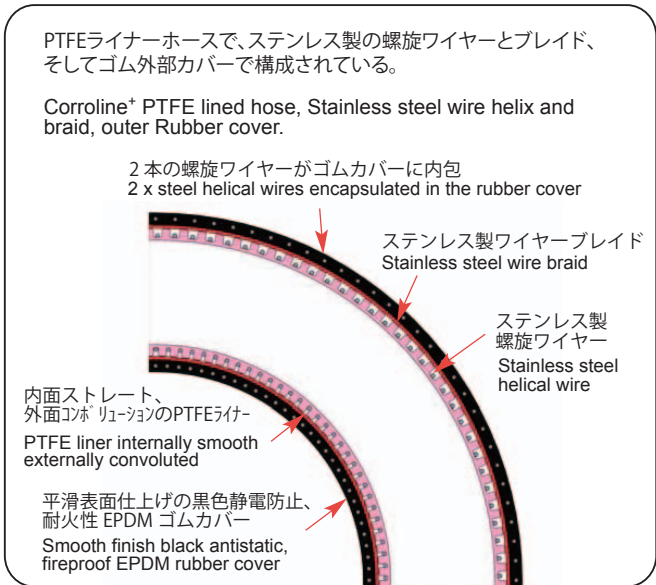 PTFEライナーホースで、ステンレス製の螺旋ワイヤーとブレイド、
そしてゴム外部カバーで構成されている。
Corroline⁺ PTFE lined hose, Stainless steel wire helix and
braid, outer Rubber cover.
2本の螺旋ワイヤーがゴムカバーに内包
2 x steel helical wires encapsulated in the rubber cover
ステンレス製ワイヤーブレイド
Stainless steel wire braid
ステンレス製
螺旋ワイヤー
Stainless steel
helical wire
内面ストレート、
外面コンボリューションのPTFEライナー
PTFE liner internally smooth
externally convoluted
平滑表面仕上げの黒色静電防止、
耐火性 EPDM ゴムカバー
Smooth finish black antistatic,
fireproof EPDM rubber cover